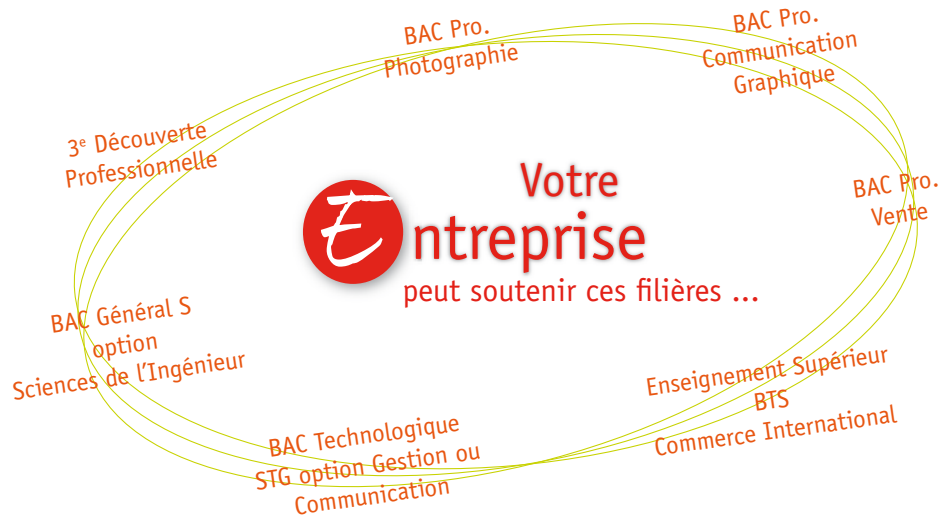 BAC Pro.
Photographie
BAC Pro.
Communication
Graphique
3e Découverte
Professionnelle
BAC Pro.
Vente
Votre
Entreprise
peut soutenir ces filières ...
BAC Général S
option
Sciences de l'Ingénieur
Enseignement Supérieur
BTS
Commerce International
BAC Technologique
STG option Gestion ou
Communication